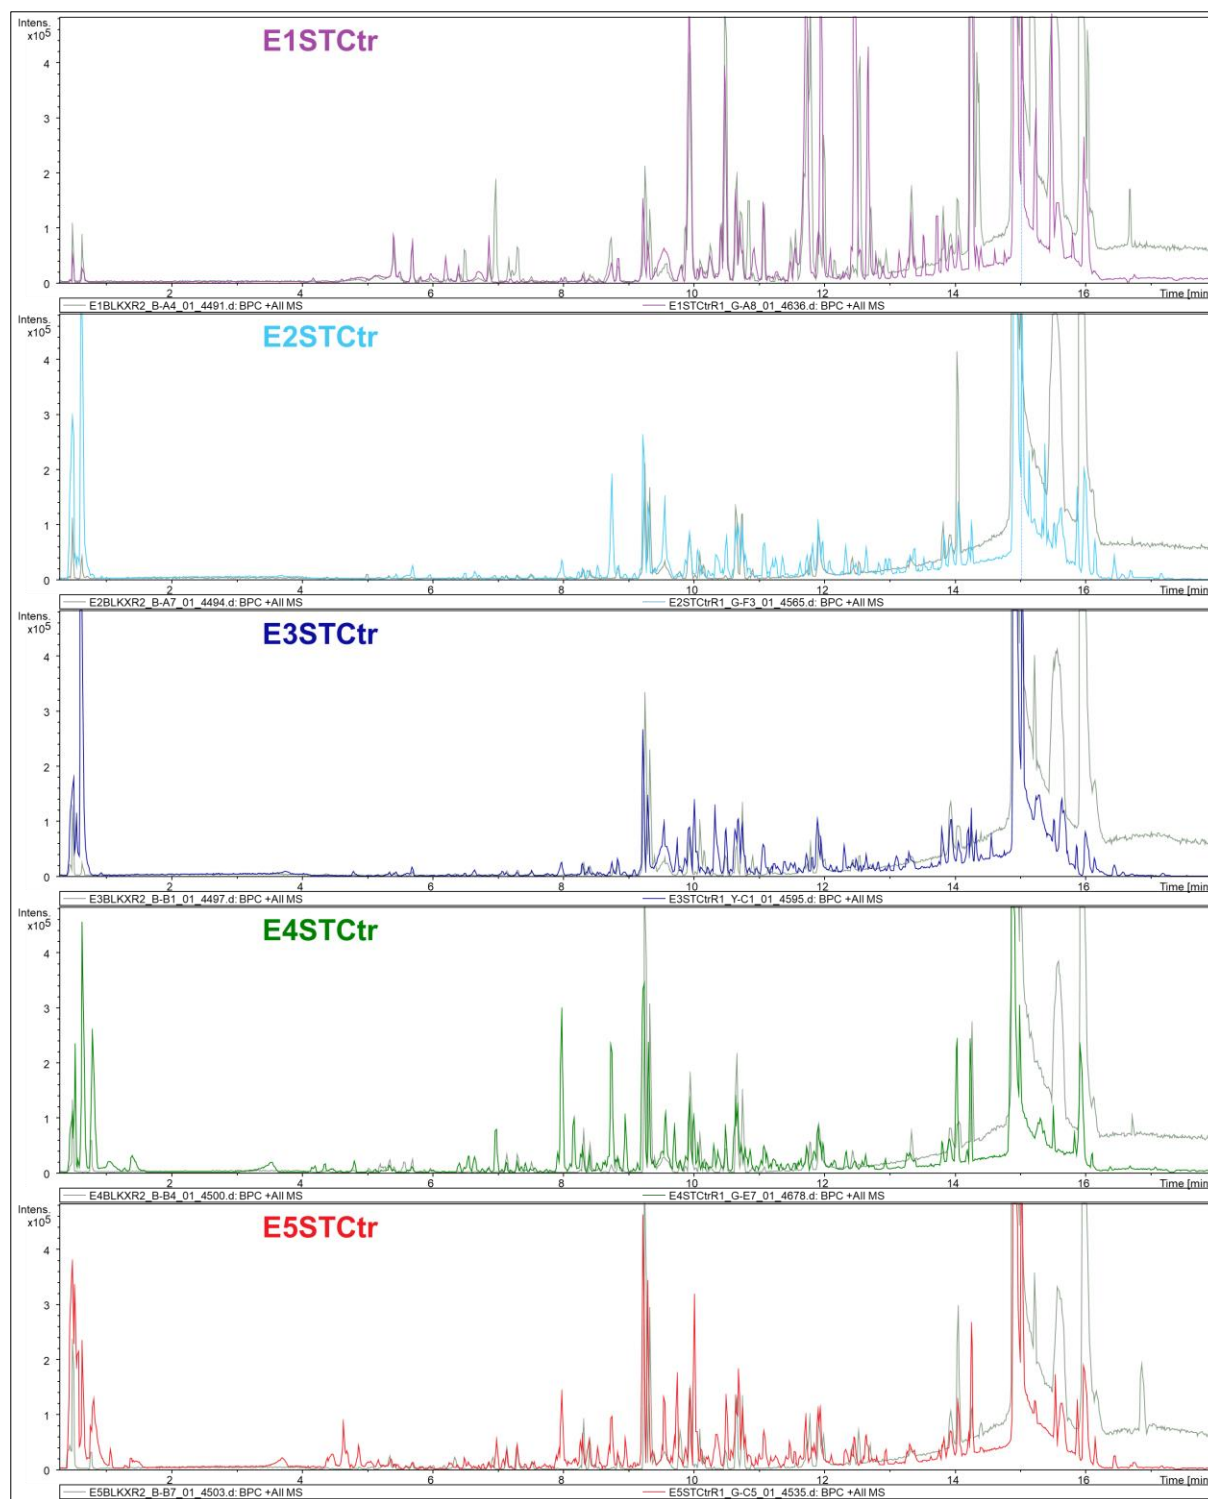 Intens.
x10⁵
E1STCtr
4
3
2
1
0
2 4 6 8 10 12 14 16 Time [min
E1BLKXR2_B-A4_01_4491.d: BPC +All MS E1STCtrR1_G-A8_01_4636.d: BPC +All MS
Intens.
x10⁵
E2STCtr
4
3
2
1
0
2 4 6 8 10 12 14 16 Time [min
E2BLKXR2_B-A7_01_4494.d: BPC +All MS E2STCtrR1_G-F3_01_4565.d: BPC +All MS
Intens.
x10⁵
E3STCtr
4
3
2
1
0
2 4 6 8 10 12 14 16 Time [min
E3BLKXR2_B-B1_01_4497.d: BPC +All MS E3STCtrR1_Y-C1_01_4595.d: BPC +All MS
Intens.
x10⁵
E4STCtr
4
3
2
1
0
2 4 6 8 10 12 14 16 Time [min
E4BLKXR2_B-B4_01_4500.d: BPC +All MS E4STCtrR1_G-E7_01_4678.d: BPC +All MS
Intens.
x10⁵
E5STCtr
4
3
2
1
0
2 4 6 8 10 12 14 16 Time [min
E5BLKXR2_B-B7_01_4503.d: BPC +All MS E5STCtrR1_G-C5_01_4535.d: BPC +All MS